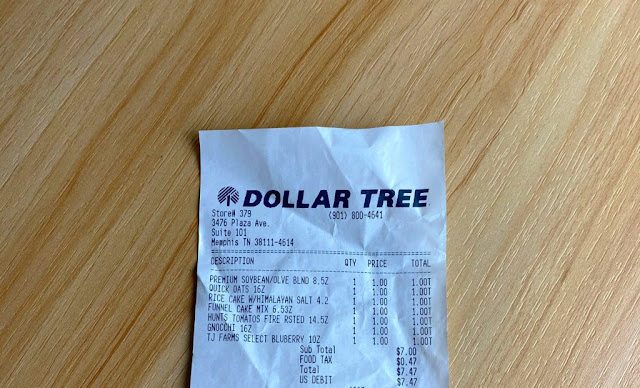 DOLLAR TREE
Store# 379 (901) 800-4641
3476 Plaza Ave.
Suite 101
Memphis TN 38111-4614
DESCRIPTION QTY PRICE TOTAL
PREMIUM SOYBEAN/OLVE BLND 8.5Z 1 1.00 1.00T
QUICK OATS 16Z 1 1.00 1.00T
RICE CAKE W/HIMALAYAN SALT 4.2 1 1.00 1.00T
FUNNEL CAKE MIX 6.53Z 1 1.00 1.00T
HUNTS TOMATOS FIRE RSTED 14.5Z 1 1.00 1.00T
GNOCCHI 16Z 1 1.00 1.00T
TJ FARMS SELECT BLUBERRY 10Z 1 1.00 1.00T
Sub Total $7.00
FOOD TAX $0.47
Total $7.47
US DEBIT $7.47